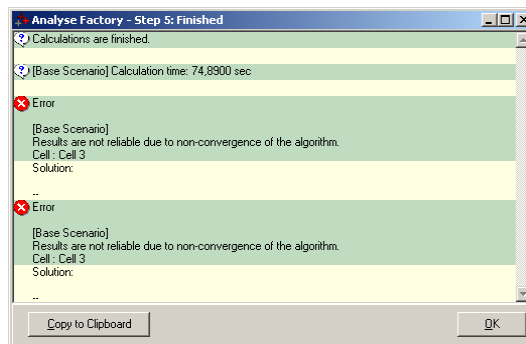 Analyse Factory - Step 5: Finished
Calculations are finished.
[Base Scenario] Calculation time: 74,8900 sec
Error
[Base Scenario]
Results are not reliable due to non-convergence of the algorithm.
Cell : Cell 3
Solution:
--
Error
[Base Scenario]
Results are not reliable due to non-convergence of the algorithm.
Cell : Cell 3
Solution:
--
Copy to Clipboard
OK